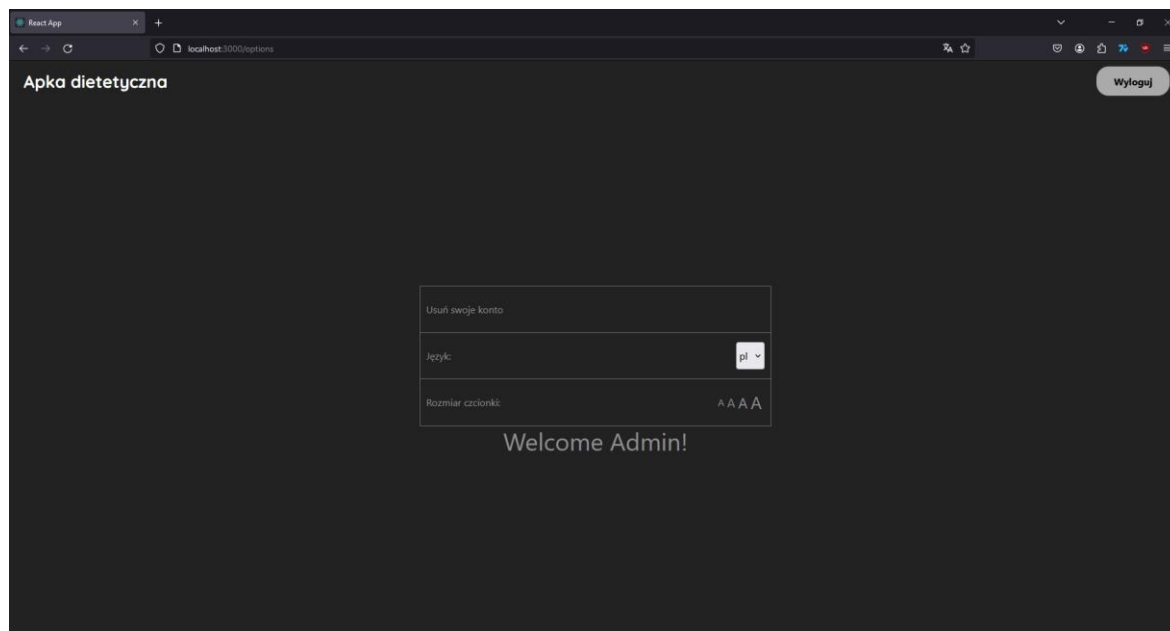 React App
localhost:3000/options
Apka dietetyczna
Wyloguj
Usuń swoje konto
Język:
pl
Rozmiar czcionki:
A A A A
Welcome Admin!